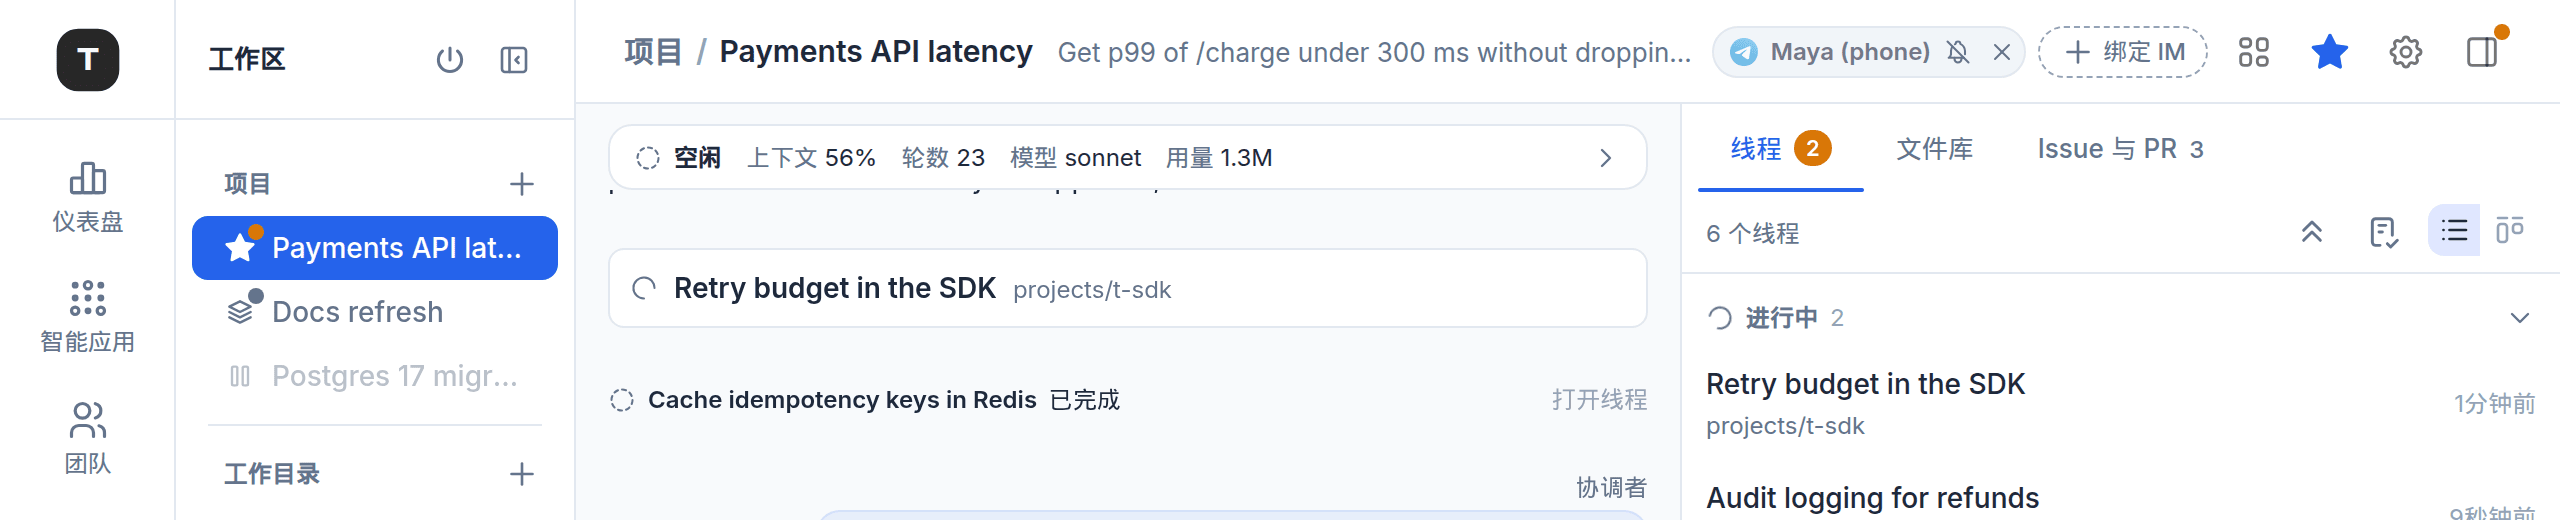 T
仪表盘
智能应用
团队
工作区
项目
Payments API lat...
Docs refresh
Postgres 17 migr...
工作目录
项目 / Payments API latency Get p99 of /charge under 300 ms without droppin... Maya (phone) 绑定 IM
空闲 上下文 56% 轮数 23 模型 sonnet 用量 1.3M
Retry budget in the SDK projects/t-sdk
Cache idempotency keys in Redis 已完成 打开线程
协调者
线程 2 文件库 Issue 与 PR 3
6 个线程
进行中 2
Retry budget in the SDK
projects/t-sdk
1分钟前
Audit logging for refunds
9秒钟前